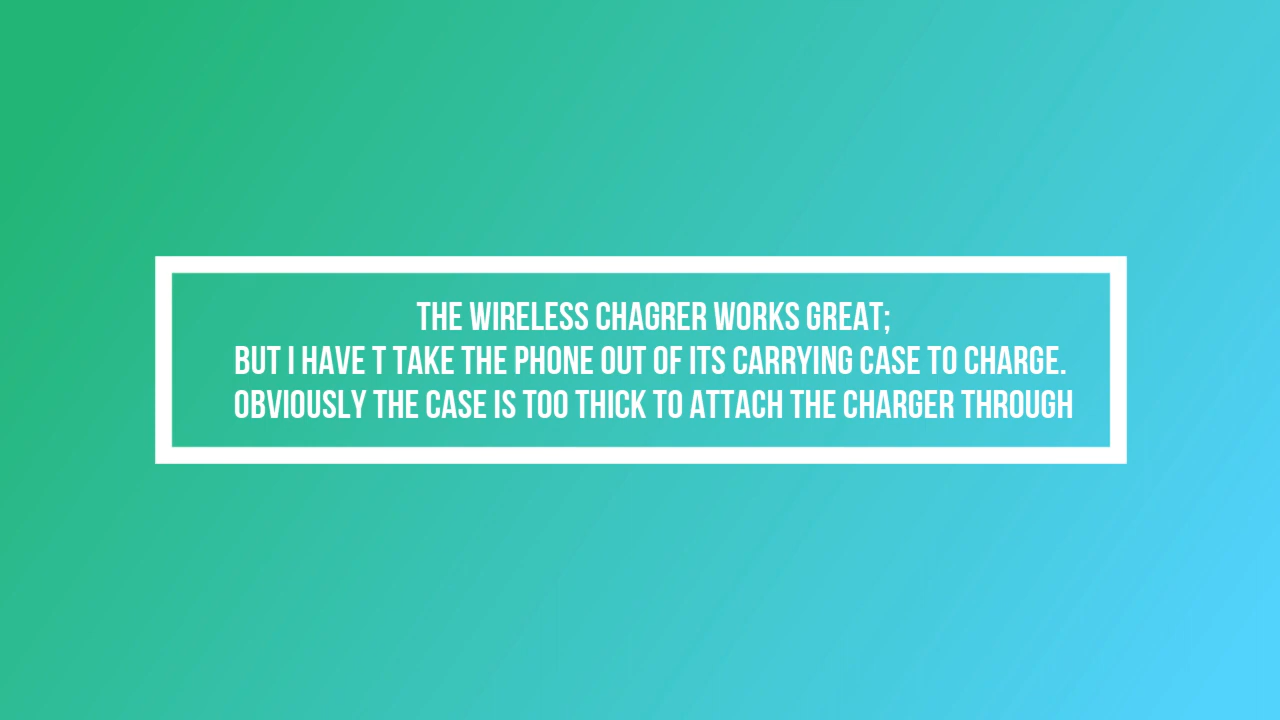 THE WIRELESS CHAGRER WORKS GREAT;
BUT I HAVE T TAKE THE PHONE OUT OF ITS CARRYING CASE TO CHARGE.
OBVIOUSLY THE CASE IS TOO THICK TO ATTACH THE CHARGER THROUGH